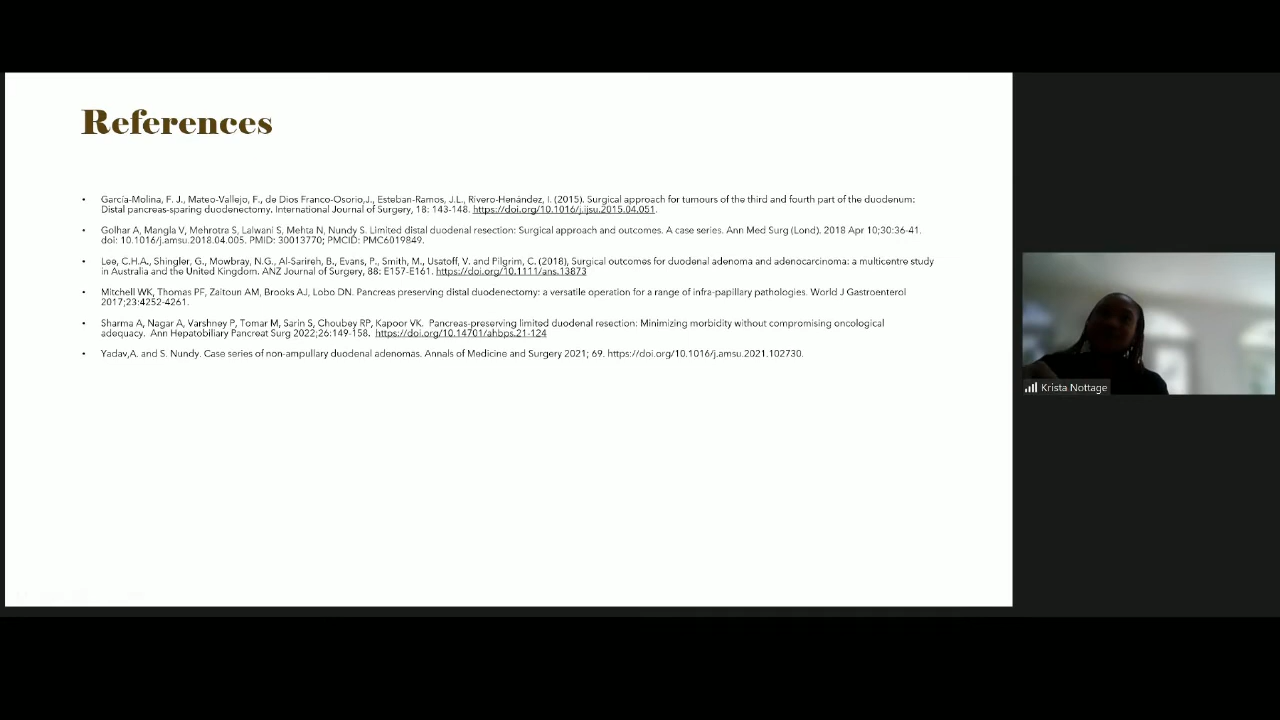 References
• García-Molina, F. J., Mateo-Vallejo, F., de Dios Franco-Osorio,J., Esteban-Ramos, J.L., Rivero-Henández, I. (2015). Surgical approach for tumours of the third and fourth part of the duodenum:
Distal pancreas-sparing duodenectomy. International Journal of Surgery, 18: 143-148. https://doi.org/10.1016/j.ijsu.2015.04.051.
• Golhar A, Mangla V, Mehrotra S, Lalwani S, Mehta N, Nundy S. Limited distal duodenal resection: Surgical approach and outcomes. A case series. Ann Med Surg (Lond). 2018 Apr 10;30:36-41.
doi: 10.1016/j.amsu.2018.04.005. PMID: 30013770; PMCID: PMC6019849.
• Lee, C.H.A., Shingler, G., Mowbray, N.G., Al-Sarireh, B., Evans, P., Smith, M., Usatoff, V. and Pilgrim, C. (2018), Surgical outcomes for duodenal adenoma and adenocarcinoma: a multicentre study
in Australia and the United Kingdom. ANZ Journal of Surgery, 88: E157-E161. https://doi.org/10.1111/ans.13873
• Mitchell WK, Thomas PF, Zaitoun AM, Brooks AJ, Lobo DN. Pancreas preserving distal duodenectomy: a versatile operation for a range of infra-papillary pathologies. World J Gastroenterol
2017;23:4252-4261.
• Sharma A, Nagar A, Varshney P, Tomar M, Sarin S, Choubey RP, Kapoor VK. Pancreas-preserving limited duodenal resection: Minimizing morbidity without compromising oncological
adequacy. Ann Hepatobiliary Pancreat Surg 2022;26:149-158. https://doi.org/10.14701/ahbps.21-124
• Yadav,A. and S. Nundy. Case series of non-ampullary duodenal adenomas. Annals of Medicine and Surgery 2021; 69. https://doi.org/10.1016/j.amsu.2021.102730.
Krista Nottage